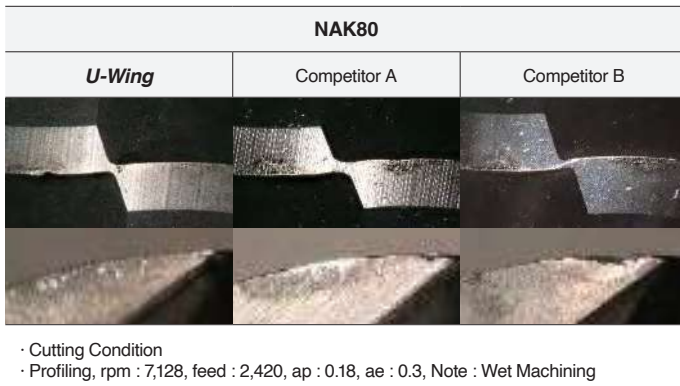 NAK80
U-Wing Competitor A Competitor B
· Cutting Condition
· Profiling, rpm : 7,128, feed : 2,420, ap : 0.18, ae : 0.3, Note : Wet Machining